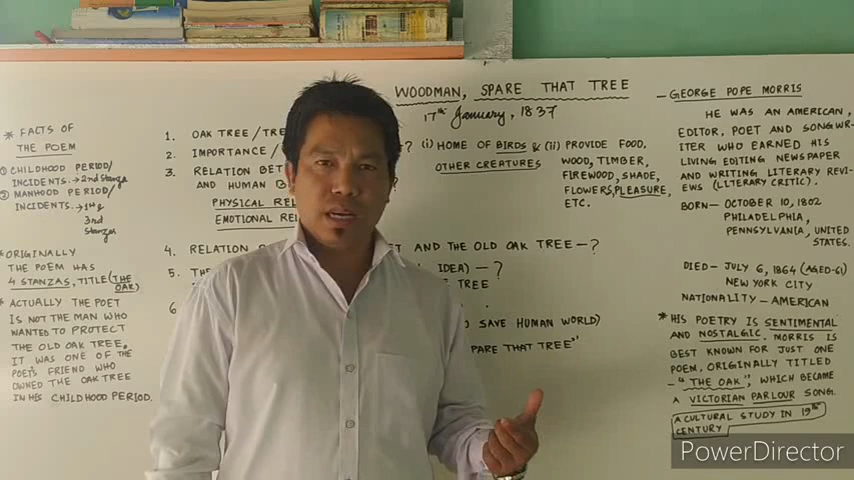 WOODMAN, SPARE THAT TREE
17th January, 1837
* FACTS OF
THE POEM
① CHILDHOOD PERIOD/
INCIDENTS. → 2nd stanza
② MANHOOD PERIOD/
INCIDENTS. → 1st &
3rd
stanzas
* ORIGINALLY
THE POEM HAS
4 STANZAS, TITLE (THE
OAK)
* ACTUALLY THE POET
IS NOT THE MAN WHO
WANTED TO PROTECT
THE OLD OAK TREE.
IT WAS ONE OF THE
POET'S FRIEND WHO
OWNED THE OAK TREE
IN HIS CHILDHOOD PERIOD.
1. OAK TREE/
2. IMPORTANCE / ? (i) HOME OF BIRDS & (ii) PROVIDE FOOD,
OTHER CREATURES WOOD, TIMBER,
FIREWOOD, SHADE,
FLOWERS, PLEASURE,
ETC.
3. RELATION
AND HUMAN
PHYSICAL
EMOTIONAL
4. RELATION AND THE OLD OAK TREE —?
5. IDEA) —?
TREE
6
SAVE HUMAN WORLD)
THAT TREE"
— GEORGE POPE MORRIS
HE WAS AN AMERICAN,
EDITOR, POET AND SONGWR-
ITER WHO EARNED HIS
LIVING EDITING NEWSPAPER
AND WRITING LITERARY REVI-
EWS (LITERARY CRITIC).
BORN— OCTOBER 10, 1802
PHILADELPHIA,
PENNSYLVANIA, UNITED
STATES.
DIED— JULY 6, 1864 (AGED-61)
NEW YORK CITY
NATIONALITY — AMERICAN
* HIS POETRY IS SENTIMENTAL
AND NOSTALGIC. MORRIS IS
BEST KNOWN FOR JUST ONE
POEM, ORIGINALLY TITLED
— "THE OAK", WHICH BECAME
A VICTORIAN PARLOUR SONG.
A CULTURAL STUDY IN 19th
CENTURY
PowerDirector